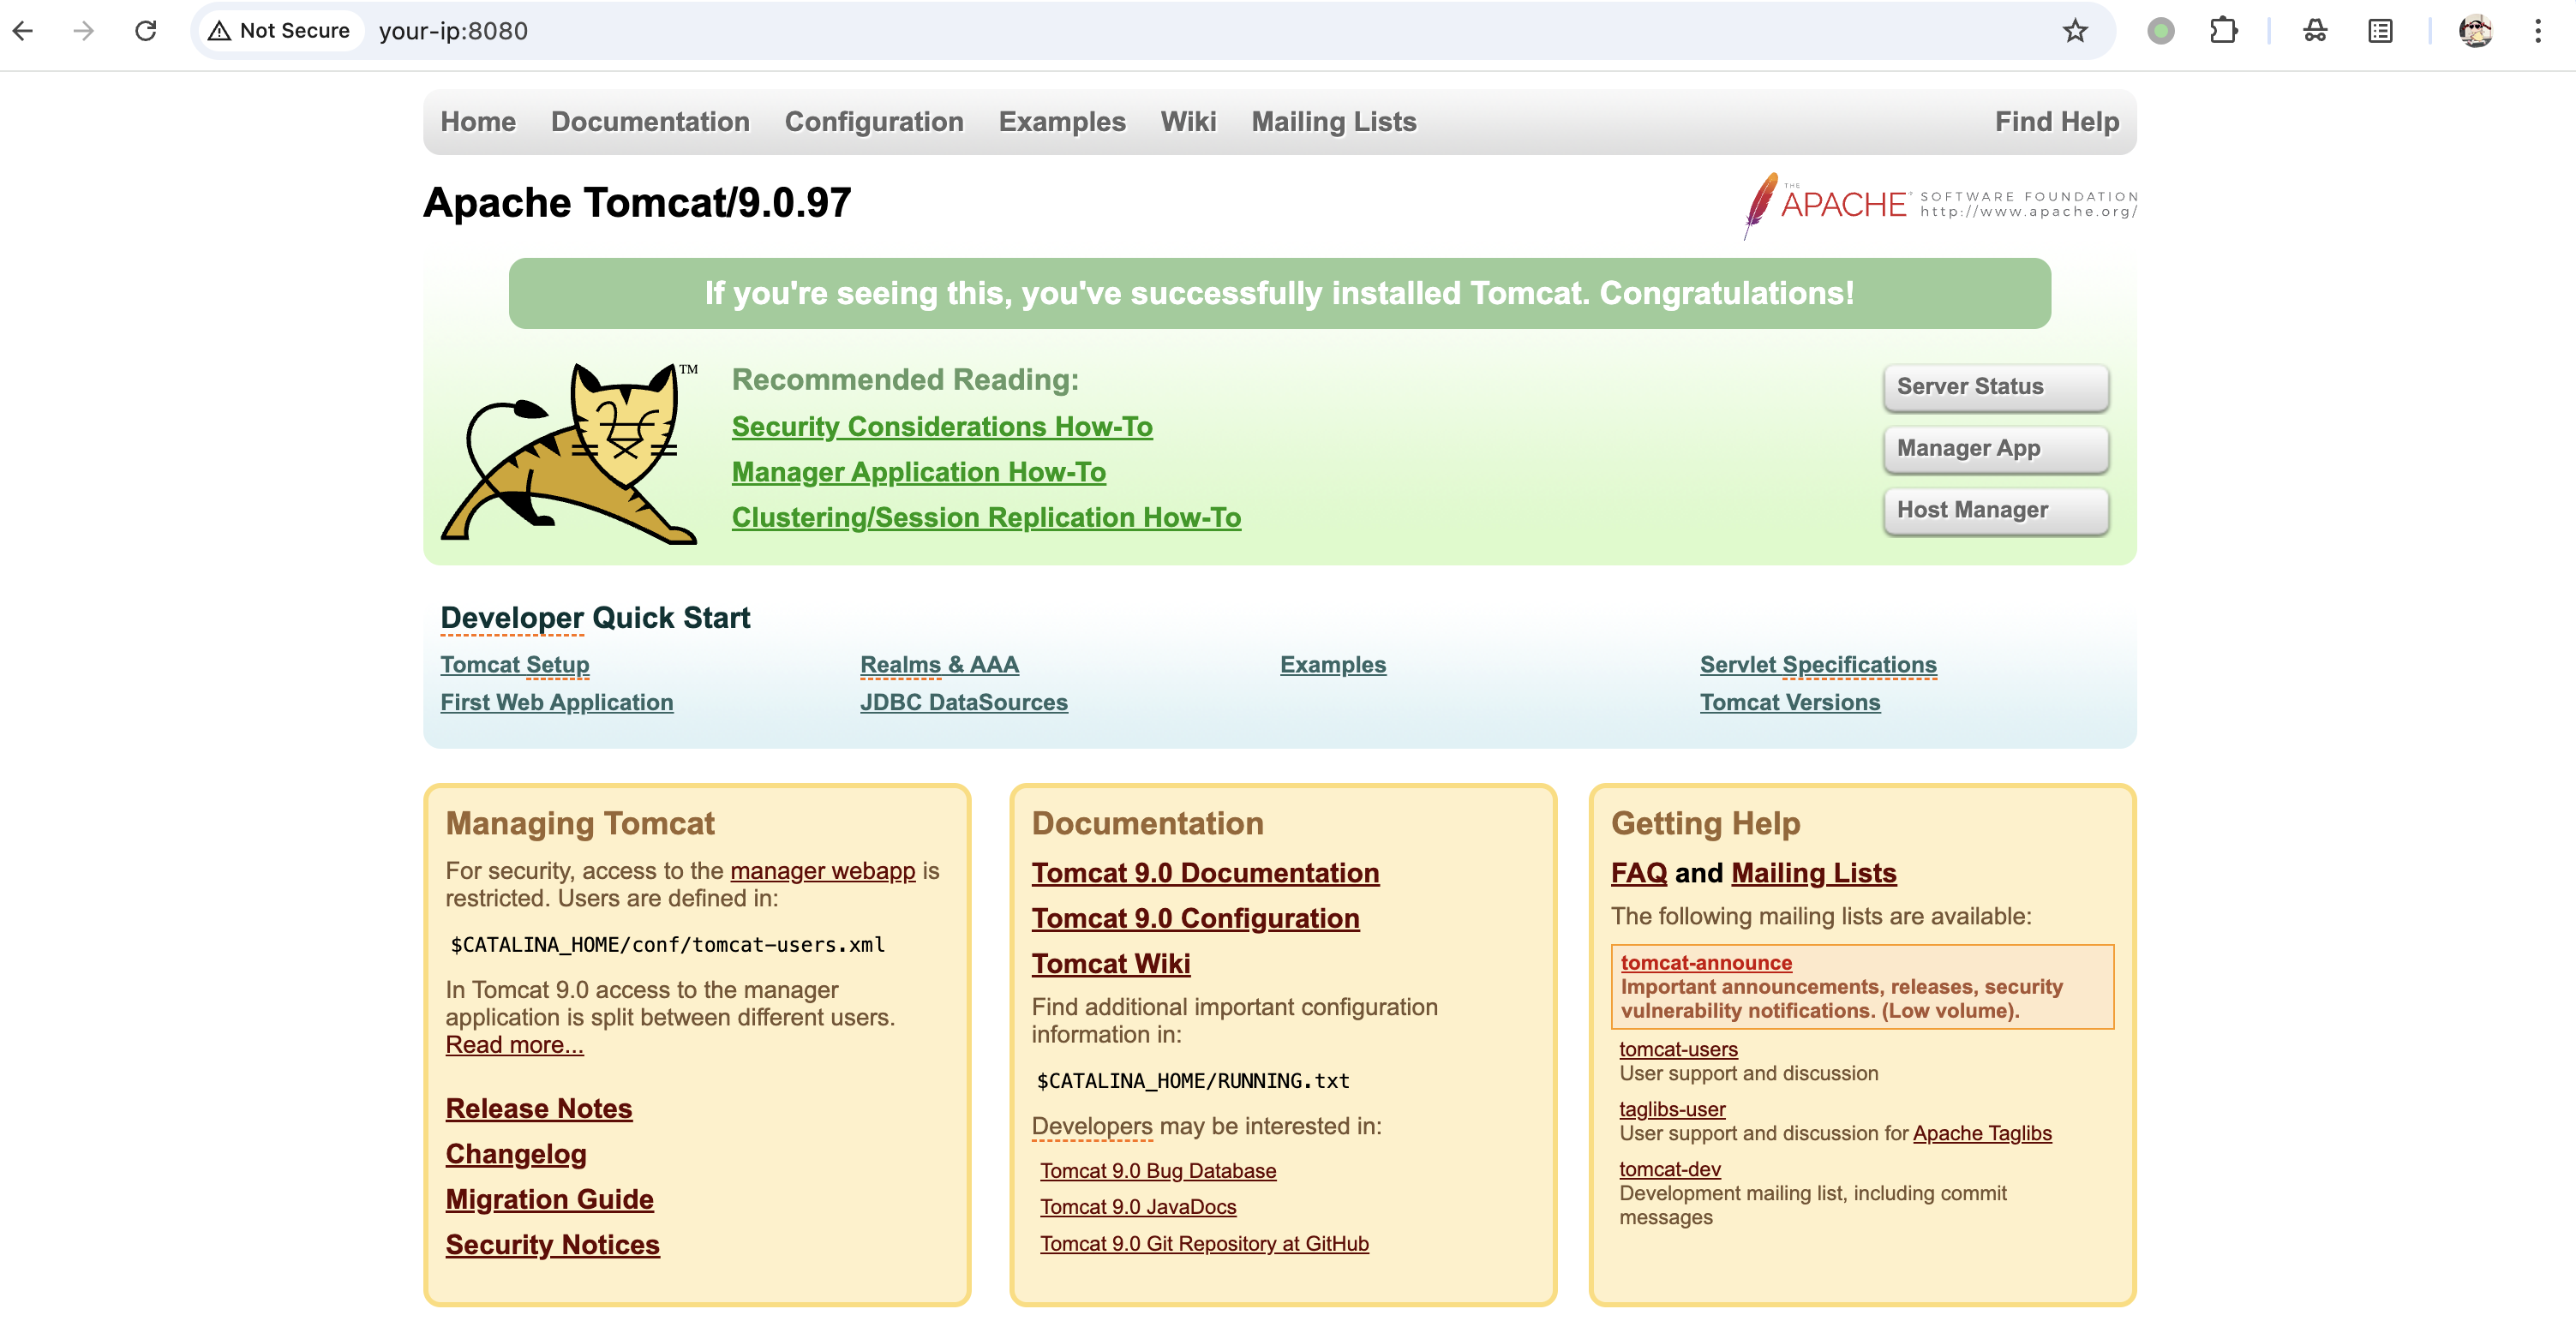 Not Secure your-ip:8080
Home Documentation Configuration Examples Wiki Mailing Lists Find Help
Apache Tomcat/9.0.97
THE APACHE® SOFTWARE FOUNDATION
http://www.apache.org/
If you're seeing this, you've successfully installed Tomcat. Congratulations!
TM
Recommended Reading:
Security Considerations How-To
Manager Application How-To
Clustering/Session Replication How-To
Server Status
Manager App
Host Manager
Developer Quick Start
Tomcat Setup
First Web Application
Realms & AAA
JDBC DataSources
Examples
Servlet Specifications
Tomcat Versions
Managing Tomcat
For security, access to the manager webapp is
restricted. Users are defined in:
$CATALINA_HOME/conf/tomcat-users.xml
In Tomcat 9.0 access to the manager
application is split between different users.
Read more...
Release Notes
Changelog
Migration Guide
Security Notices
Documentation
Tomcat 9.0 Documentation
Tomcat 9.0 Configuration
Tomcat Wiki
Find additional important configuration
information in:
$CATALINA_HOME/RUNNING.txt
Developers may be interested in:
Tomcat 9.0 Bug Database
Tomcat 9.0 JavaDocs
Tomcat 9.0 Git Repository at GitHub
Getting Help
FAQ and Mailing Lists
The following mailing lists are available:
tomcat-announce
Important announcements, releases, security
vulnerability notifications. (Low volume).
tomcat-users
User support and discussion
taglibs-user
User support and discussion for Apache Taglibs
tomcat-dev
Development mailing list, including commit
messages